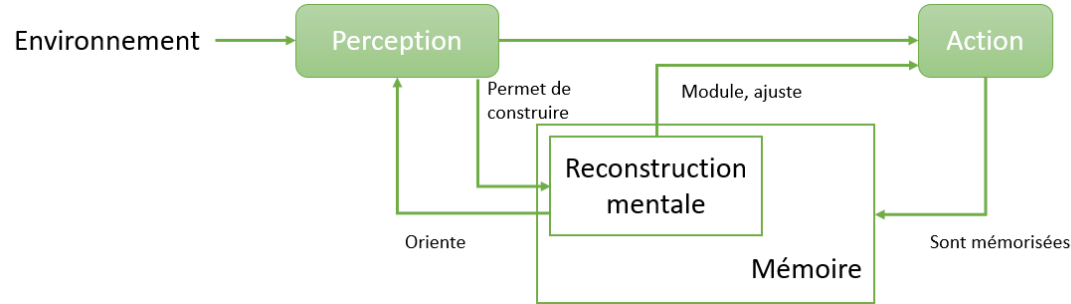 Environnement
Perception
Action
Permet de
construire
Module, ajuste
Reconstruction
mentale
Oriente
Sont mémorisées
Mémoire